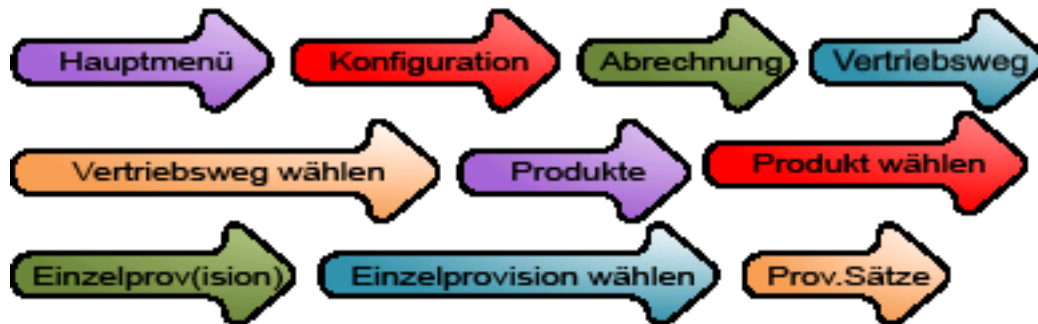 Hauptmenü
Konfiguration
Abrechnung
Vertriebsweg
Vertriebsweg wählen
Produkte
Produkt wählen
Einzelprov(ision)
Einzelprovision wählen
Prov.Sätze